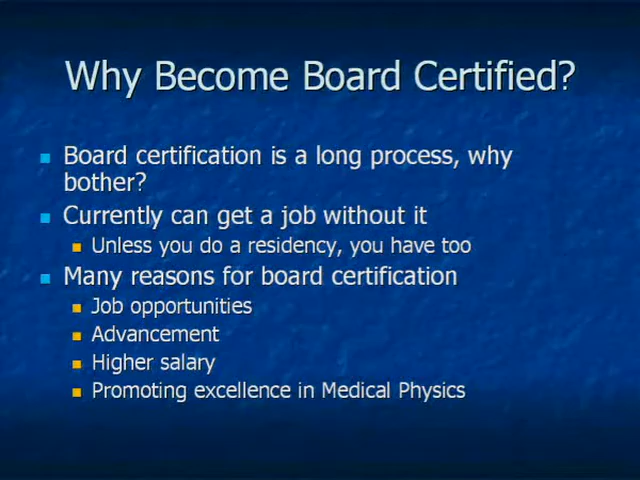 Why Become Board Certified?
Board certification is a long process, why
bother?
Currently can get a job without it
Unless you do a residency, you have too
Many reasons for board certification
Job opportunities
Advancement
Higher salary
Promoting excellence in Medical Physics